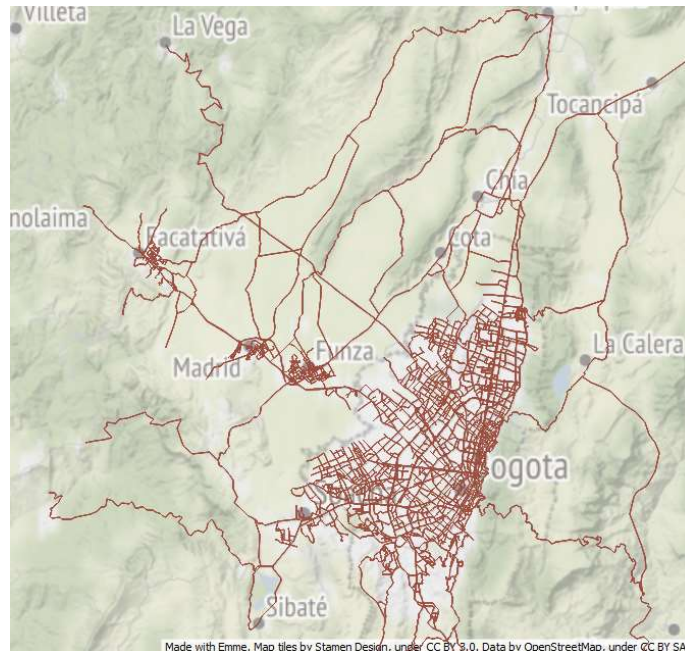 Villeta
La Vega
Tocancipá
Chía
nolaima
Facatativá
Cota
Madrid
Funza
La Calera
ogota
Sibaté
Made with Emme, Map tiles by Stamen Design, under CC BY 3.0. Data by OpenStreetMap, under CC BY SA